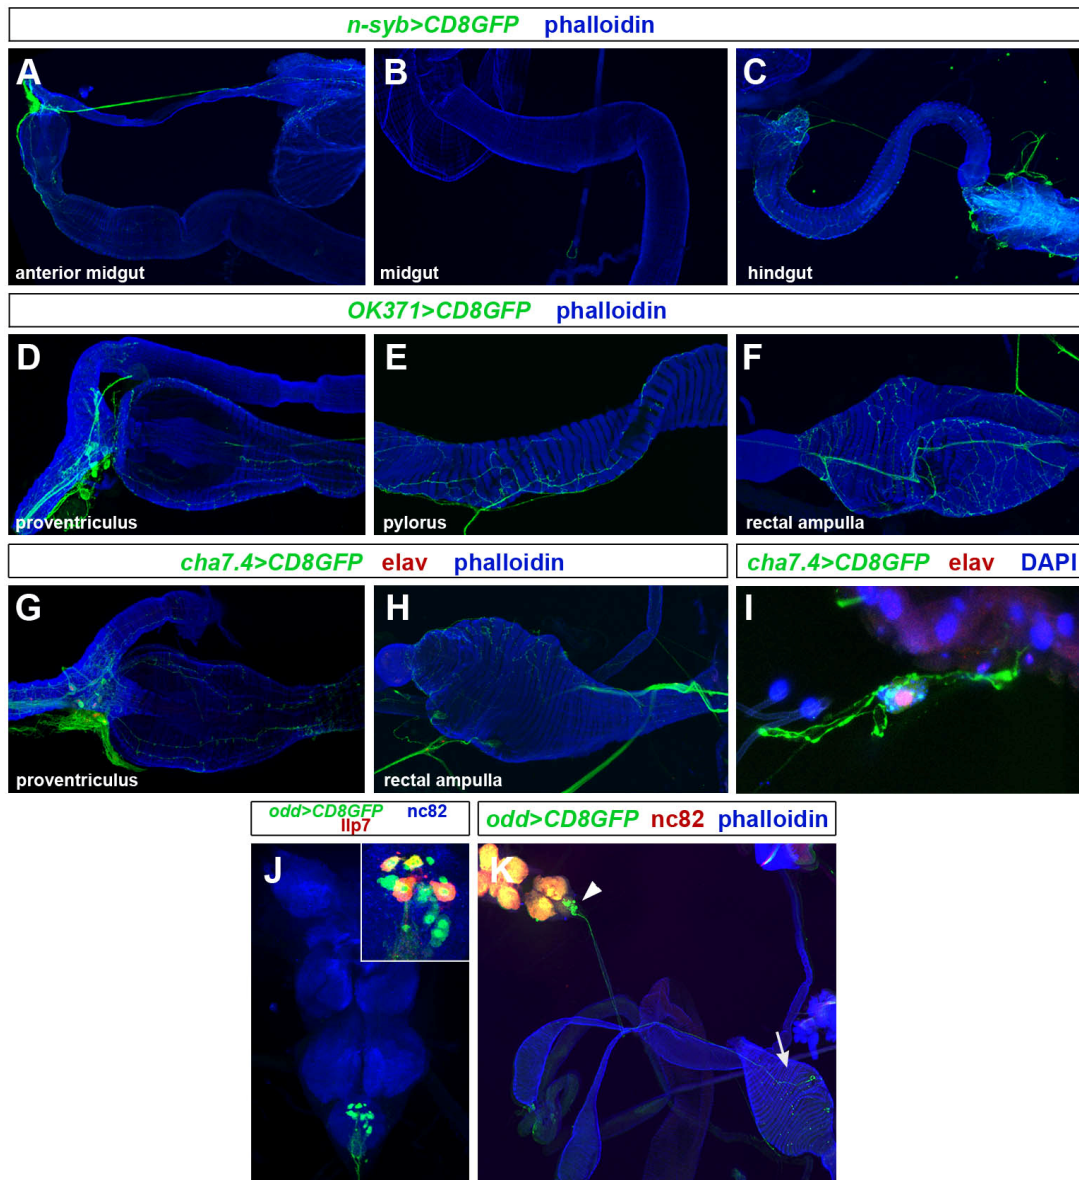 n-syb>CD8GFP phalloidin
A
B
C
anterior midgut
midgut
hindgut
OK371>CD8GFP phalloidin
D
E
F
proventriculus
pylorus
rectal ampulla
cha7.4>CD8GFP elav phalloidin
cha7.4>CD8GFP elav DAPI
G
H
I
proventriculus
rectal ampulla
odd>CD8GFP nc82
Ilp7
odd>CD8GFP nc82 phalloidin
J
K